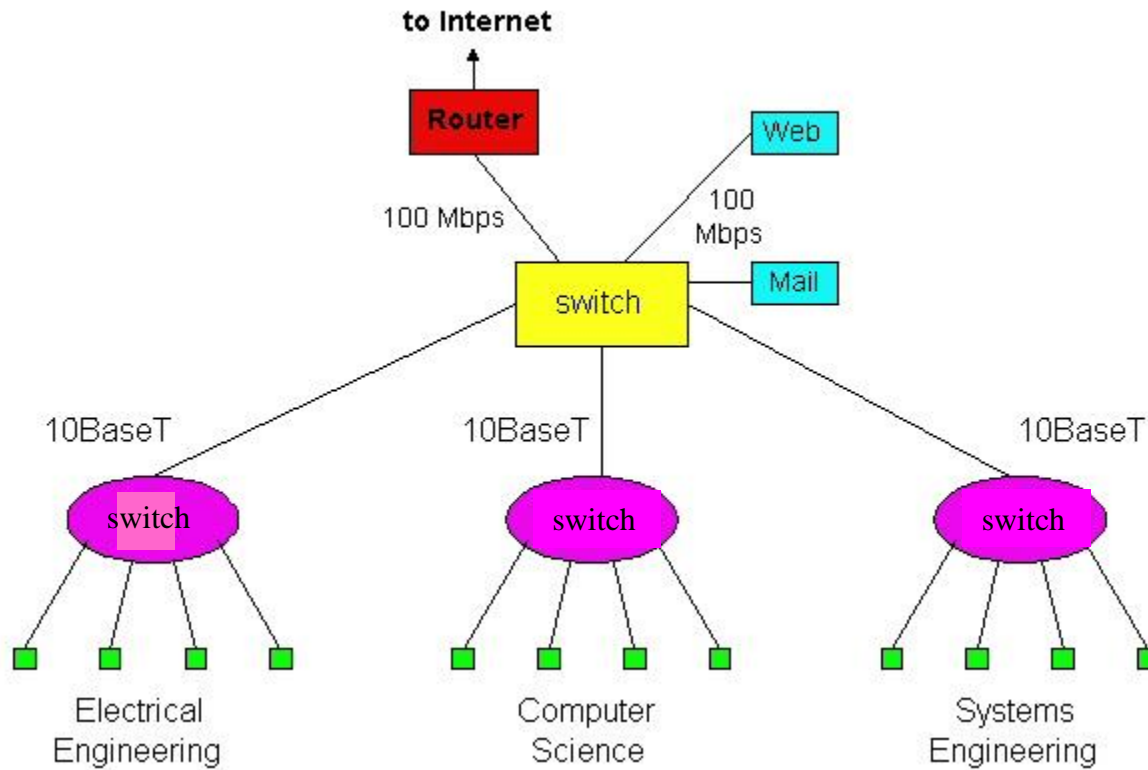 to Internet
Router
Web
100 Mbps
100
Mbps
switch
Mail
10BaseT
10BaseT
10BaseT
switch
switch
switch
Electrical
Engineering
Computer
Science
Systems
Engineering